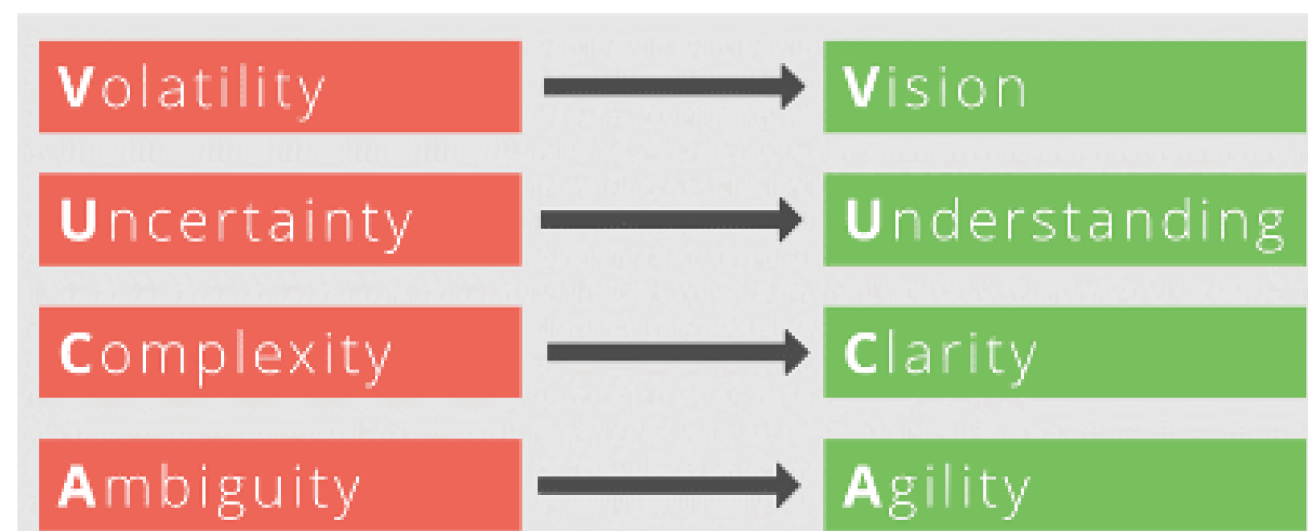 Volatility Vision
Uncertainty Understanding
Complexity Clarity
Ambiguity Agility